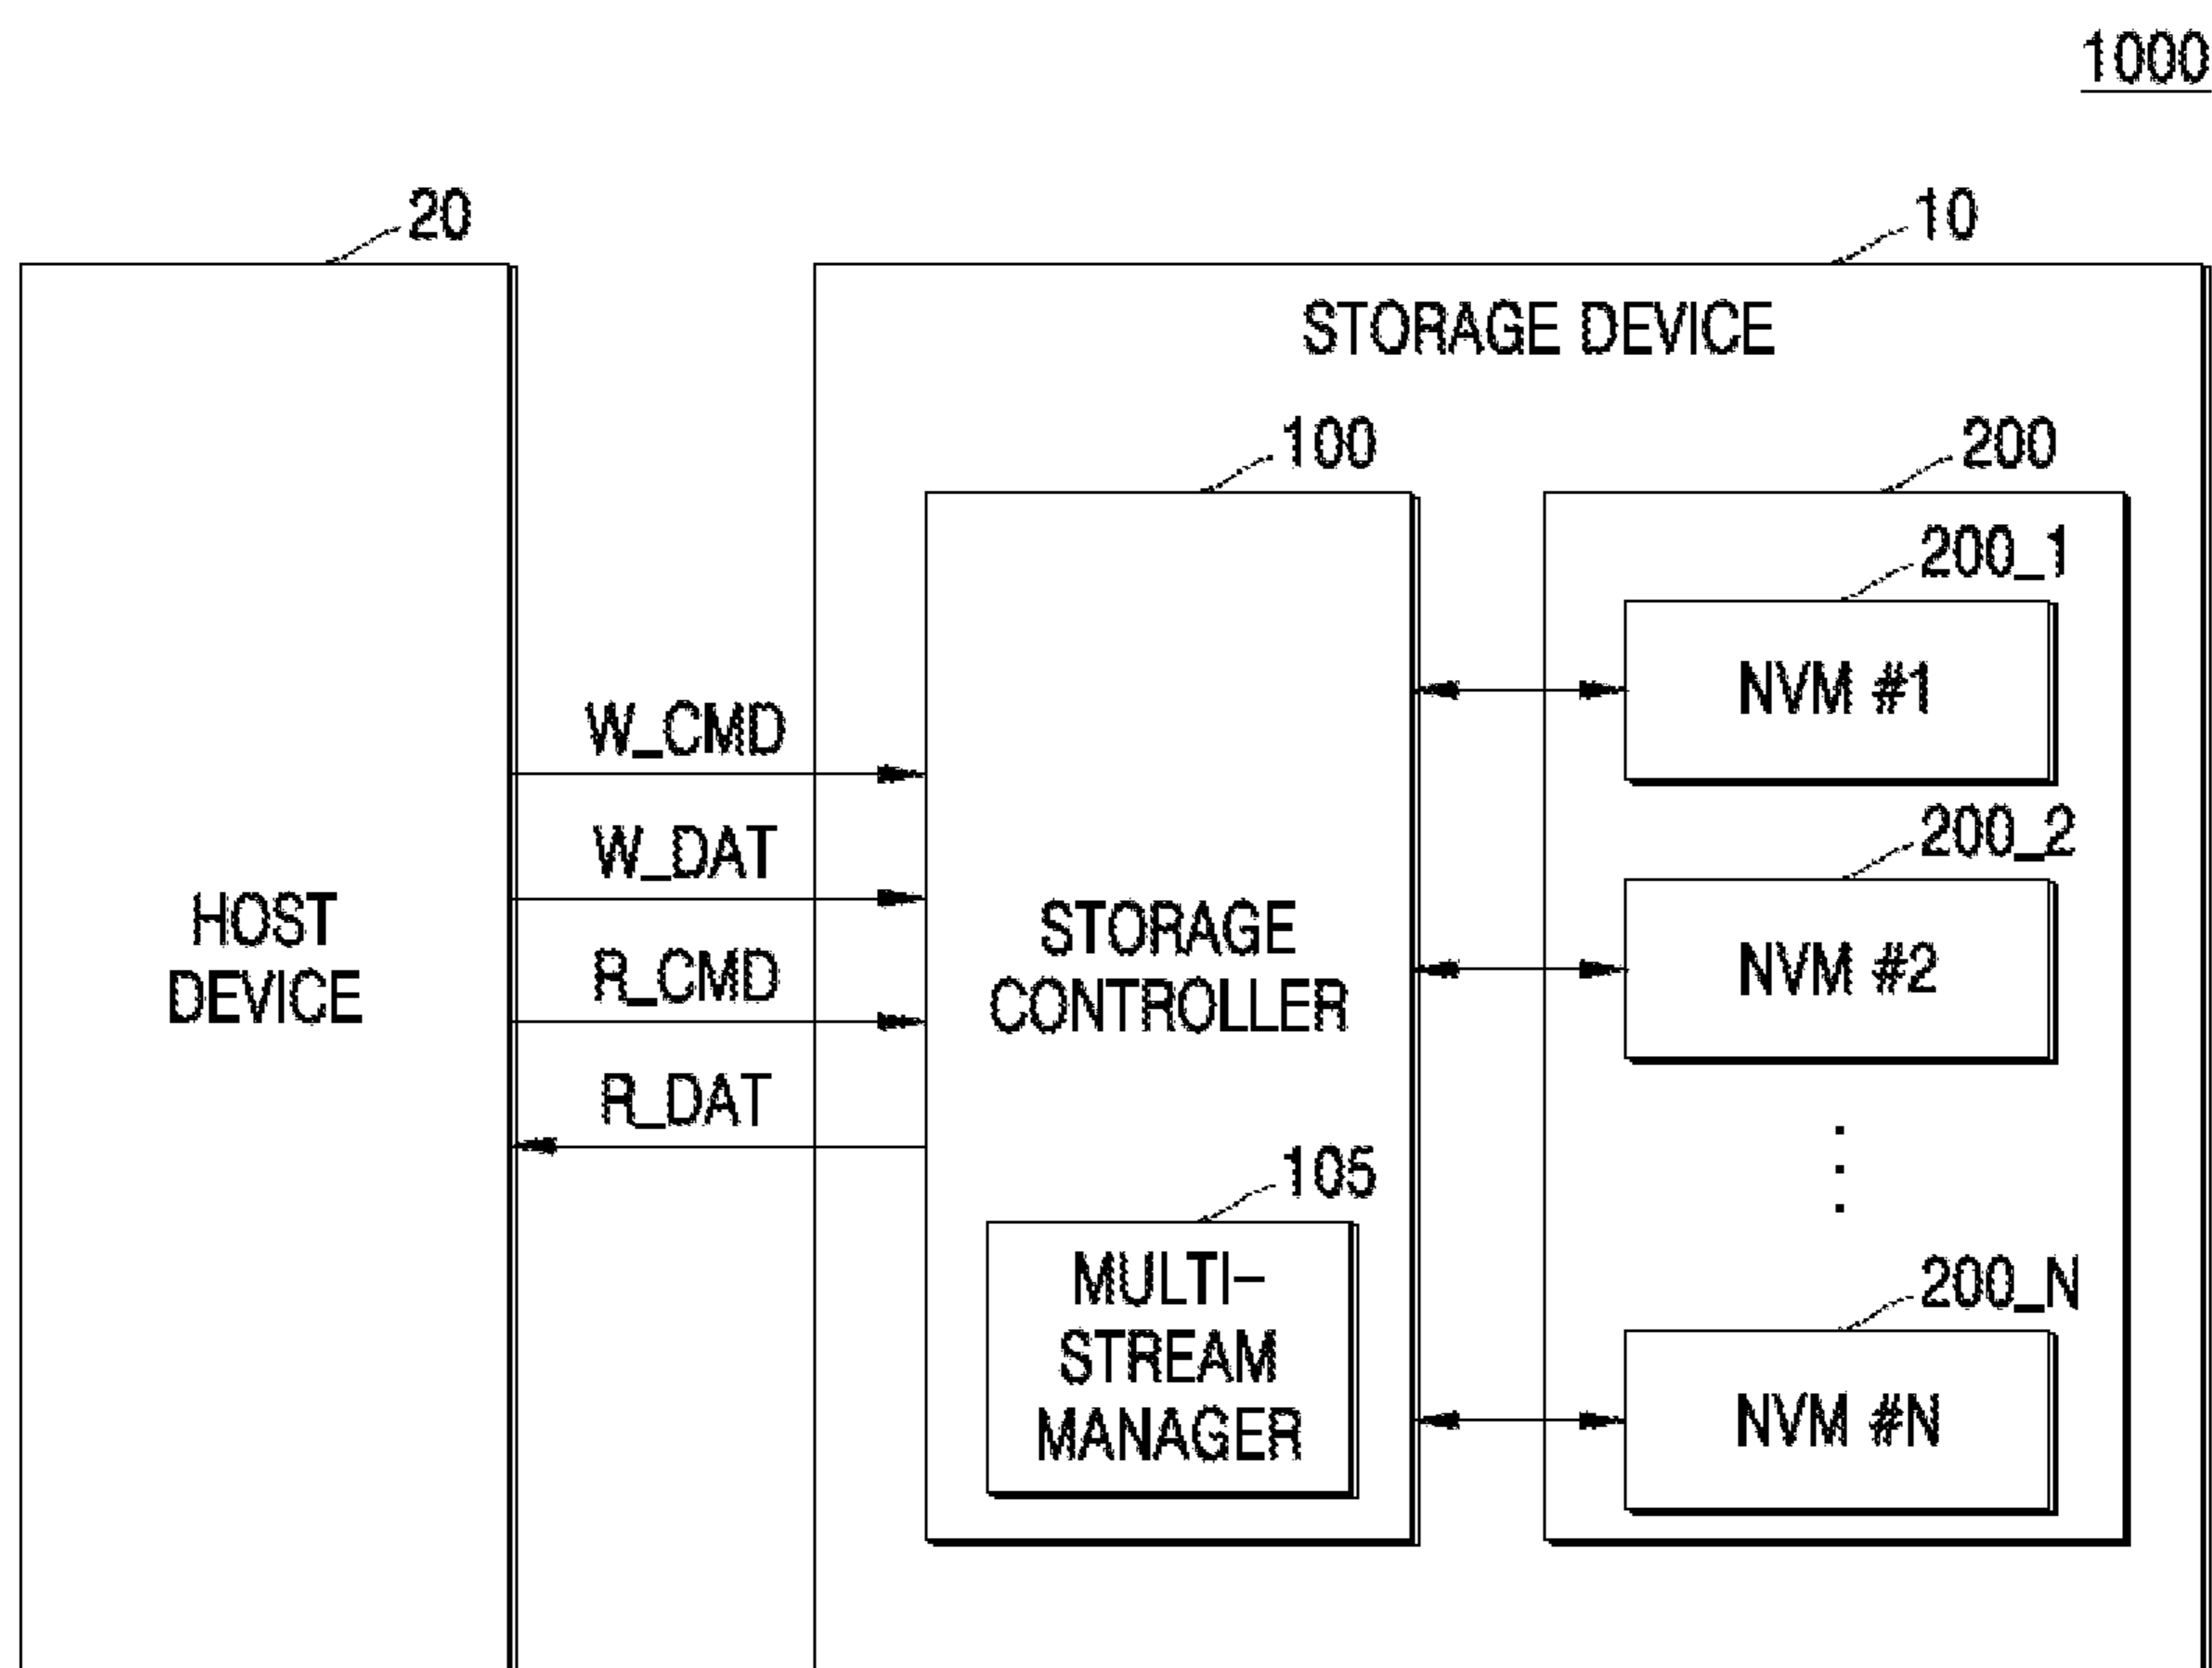 1000
20
10
STORAGE DEVICE
100
200
200_1
NVM #1
W_CMD
W_DAT
200_2
HOST
DEVICE
STORAGE
CONTROLLER
NVM #2
R_CMD
R_DAT
105
MULTI-
STREAM
MANAGER
200_N
NVM #N